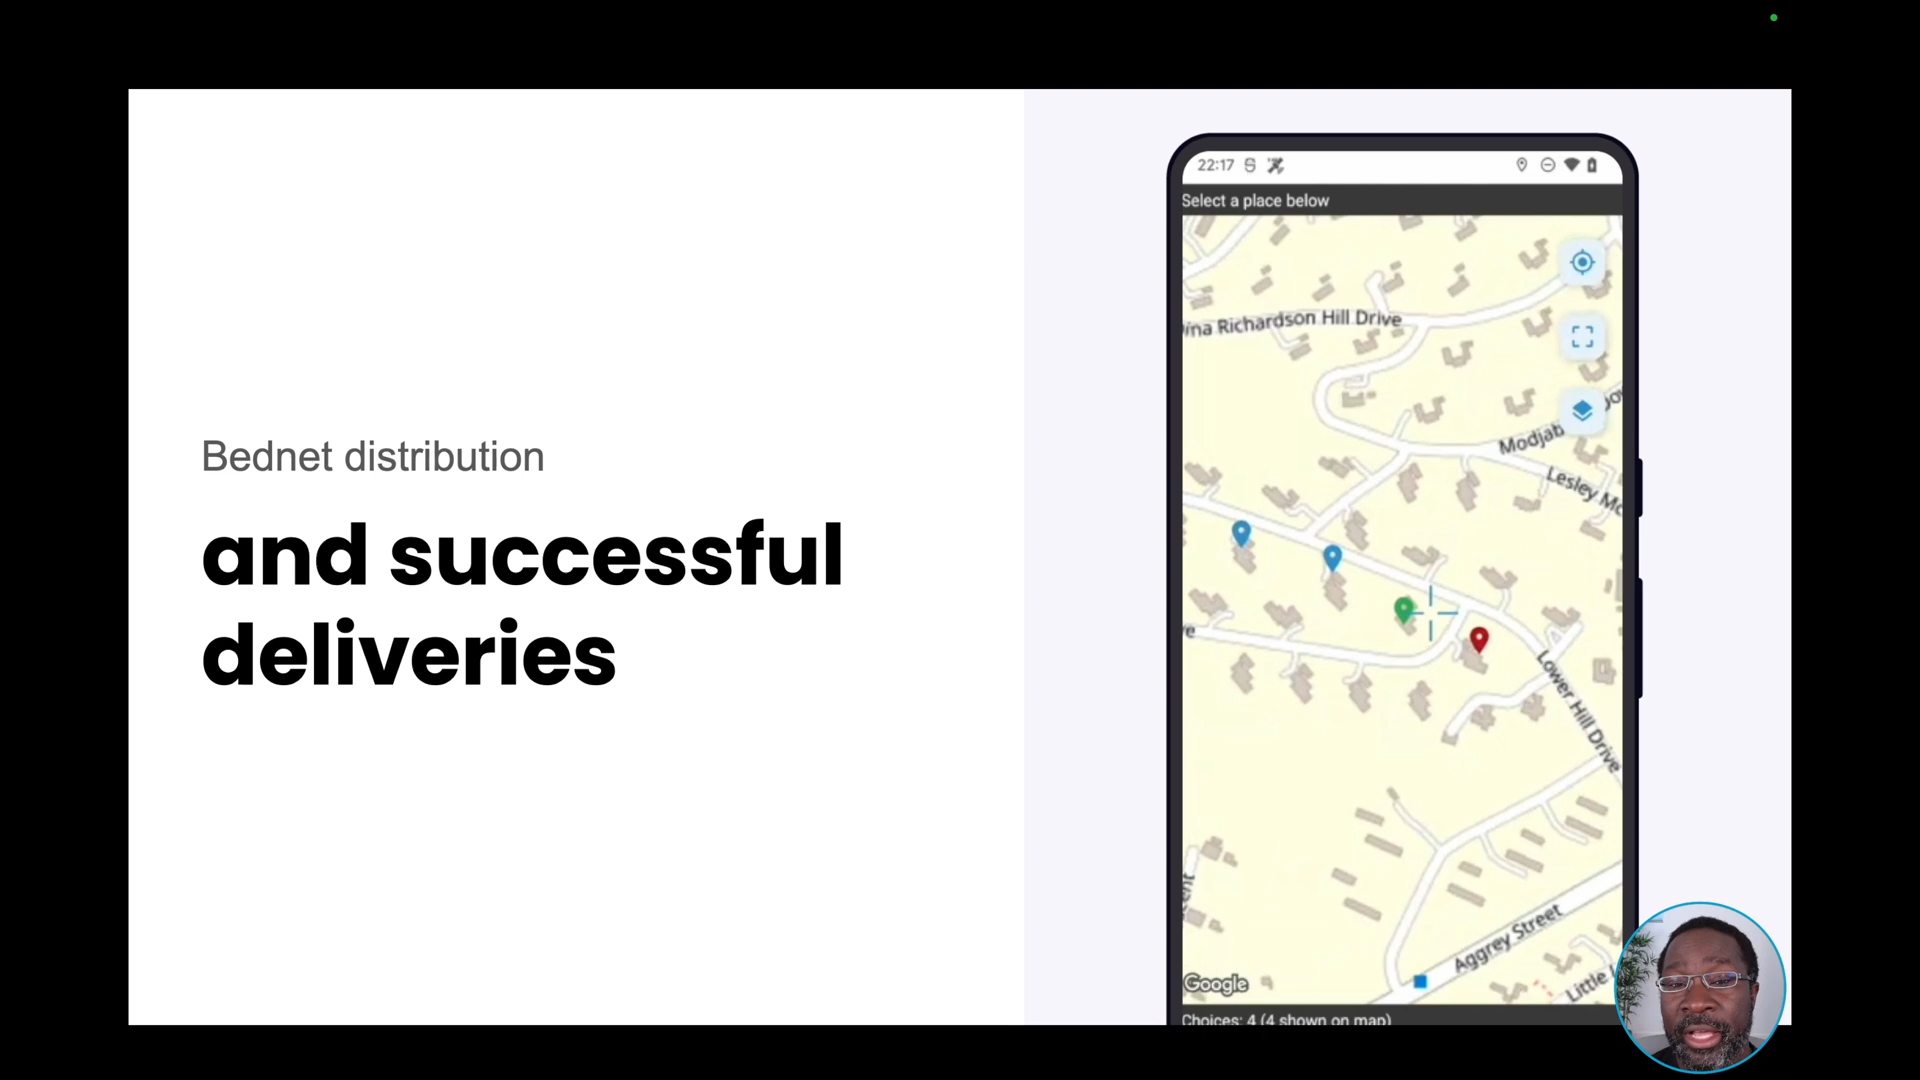 Bednet distribution
and successful
deliveries
22:17
Select a place below
Richardson Hill Drive
Lesley
Lower Hill Drive
Aggrey Street
Little
Google
Choices: 4 (4 shown on map)